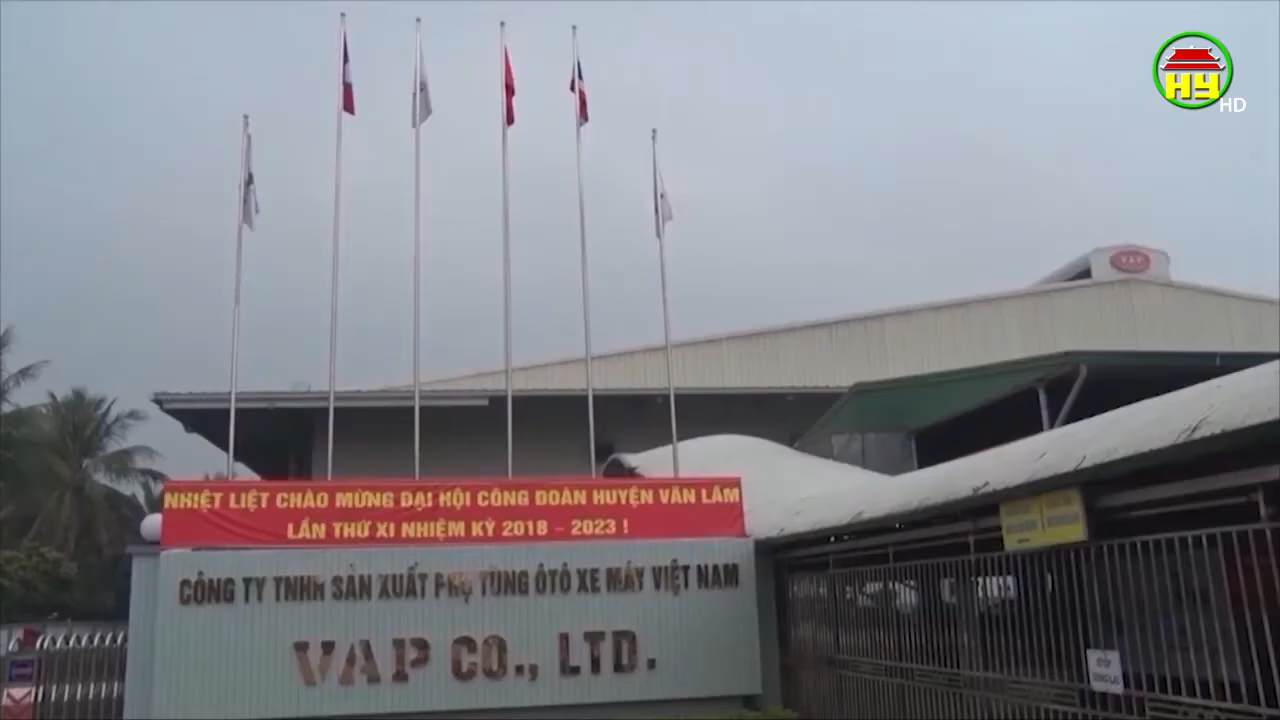 HY
HD
VAP
NHIỆT LIỆT CHÀO MỪNG ĐẠI HỘI CÔNG ĐOÀN HUYỆN VĂN LÂM
LẦN THỨ XI NHIỆM KỲ 2018 - 2023 !
CÔNG TY TNHH SẢN XUẤT PHỤ TÙNG ÔTÔ XE MÁY VIỆT NAM
VAP CO., LTD.